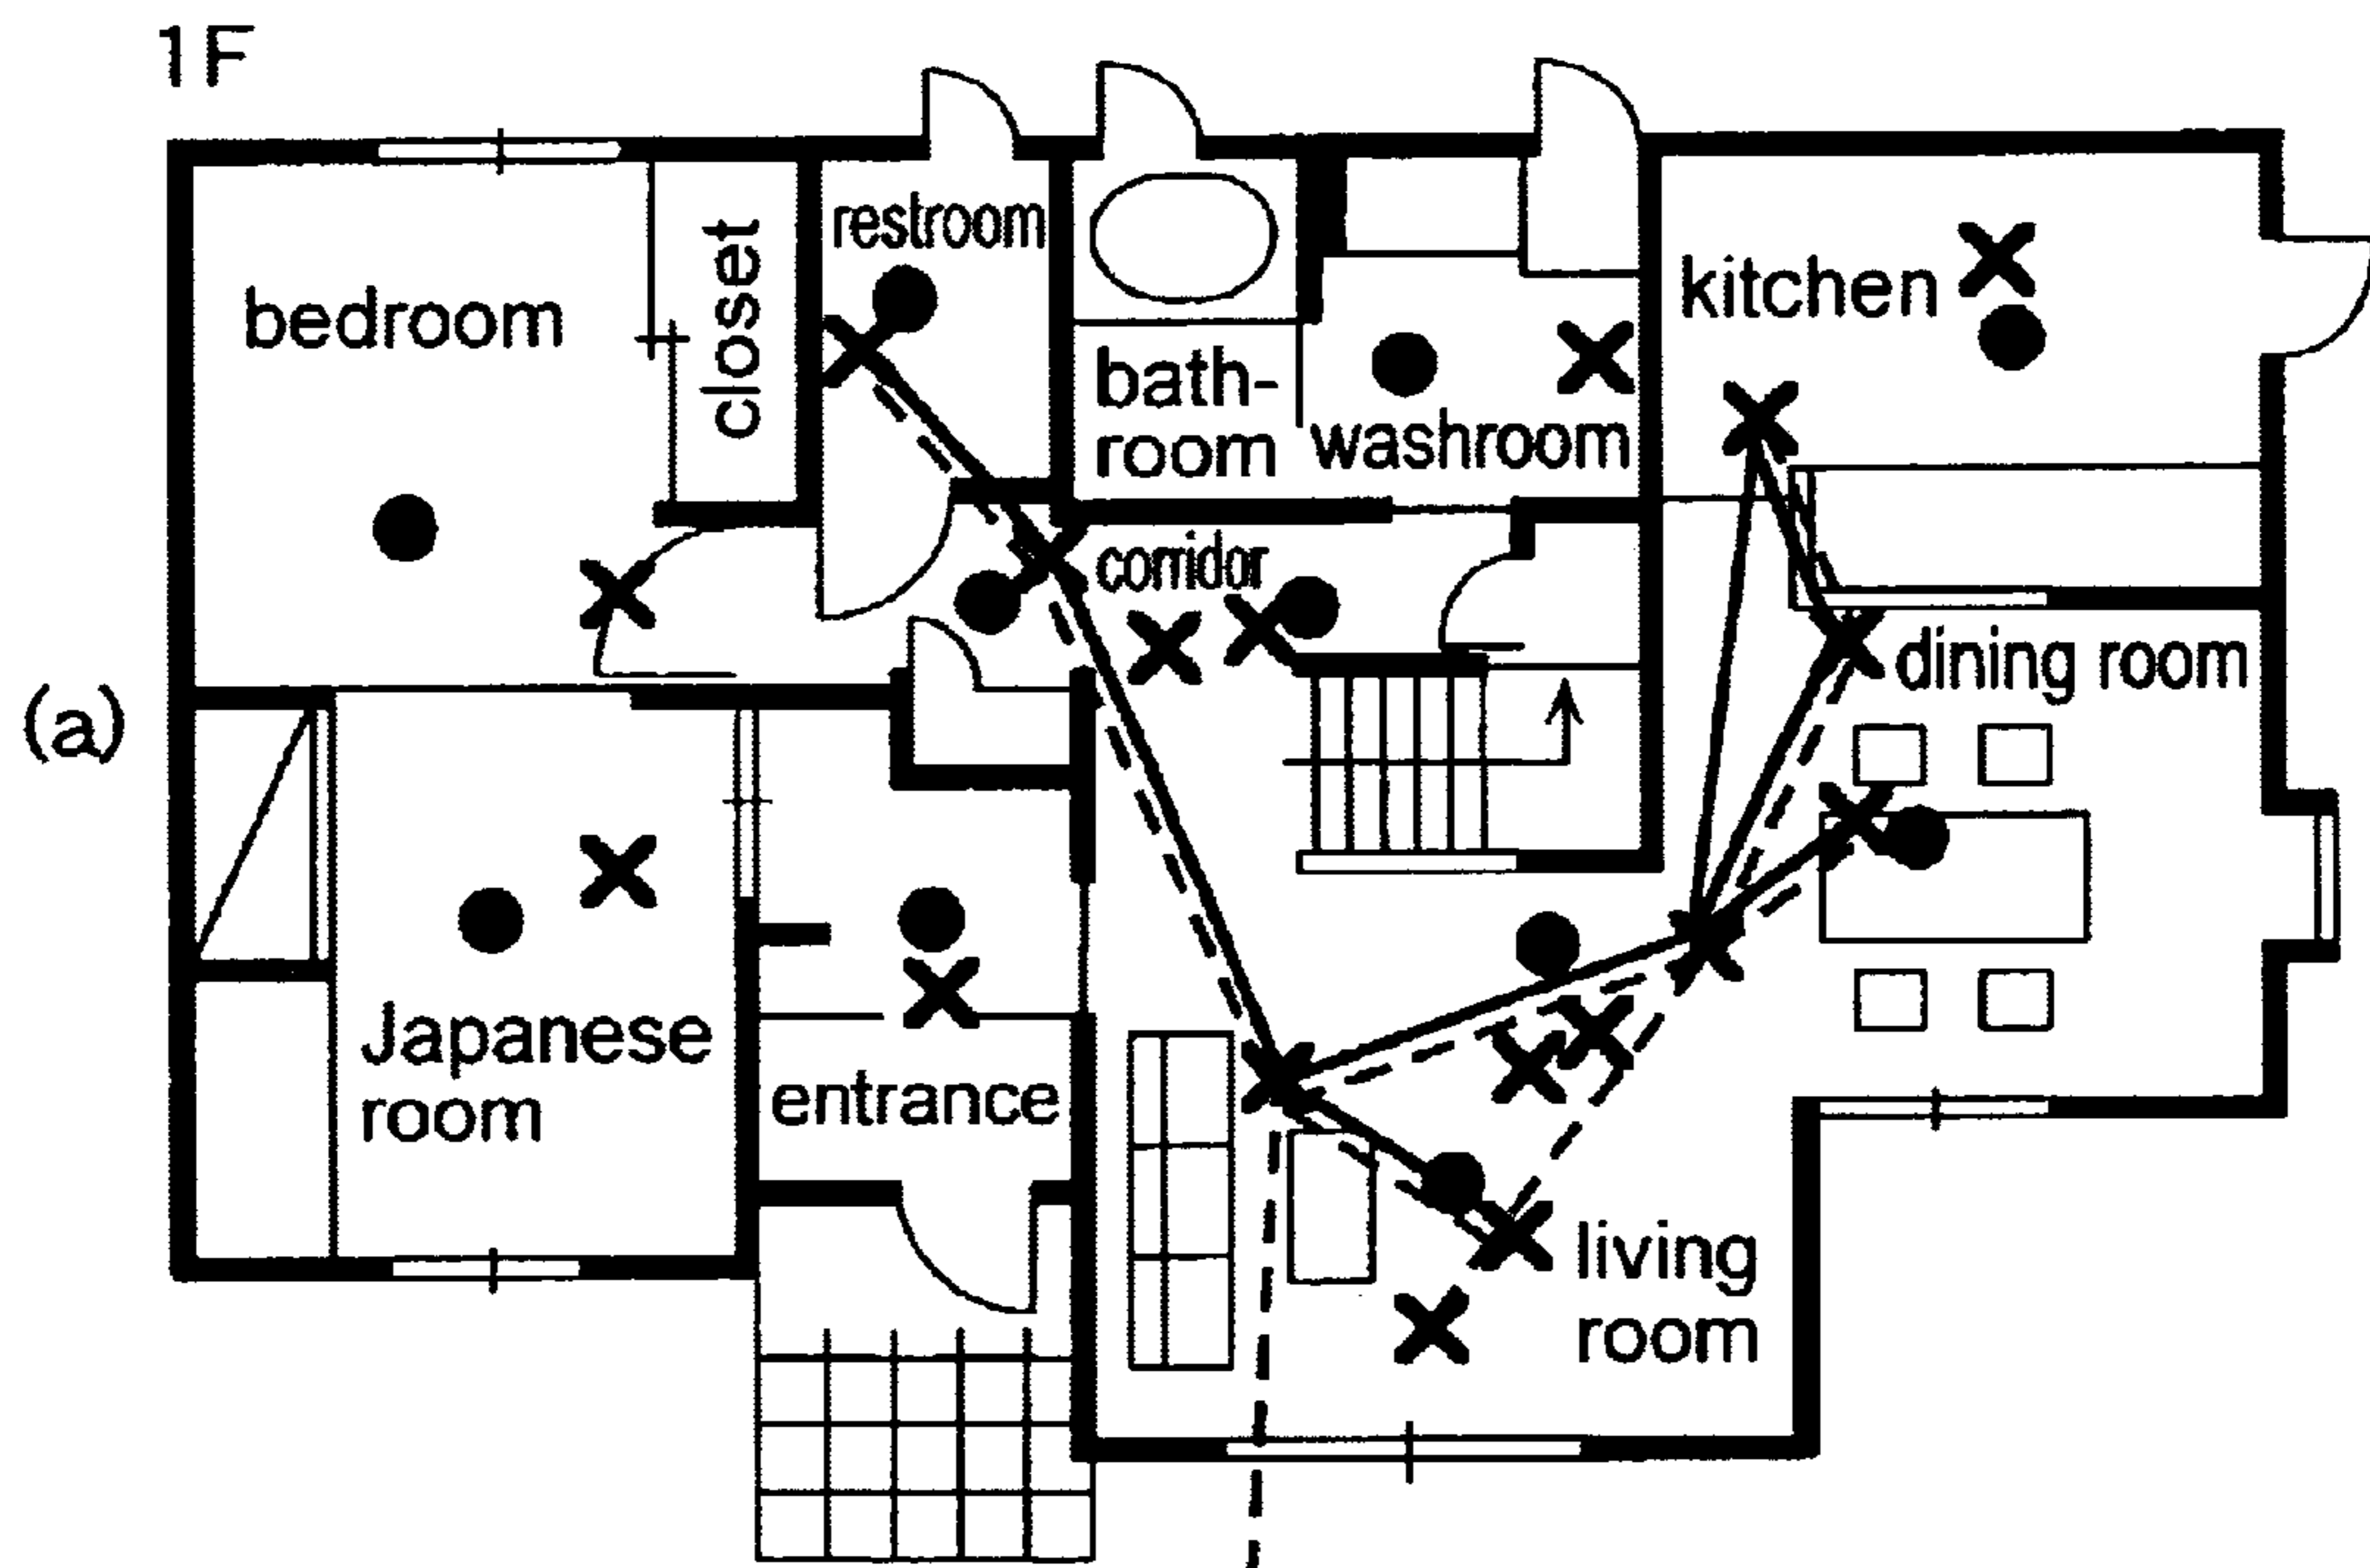 1F
restroom
bedroom
closet
kitchen
bath-
room
washroom
corridor
dining room
(a)
Japanese
room
entrance
living
room